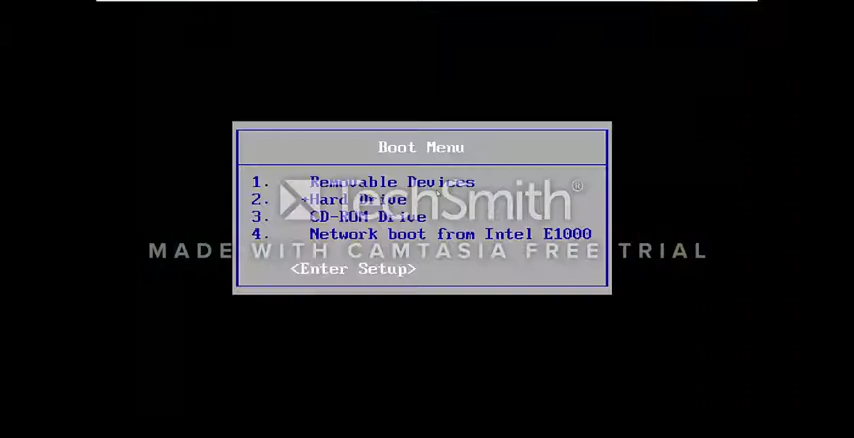 Boot Menu
1. Removable Devices
2. *Hard Drive
TechSmith®
3. CD-ROM Drive
4. Network boot from Intel E1000
MADE WITH CAMTASIA FREE TRIAL
<Enter Setup>